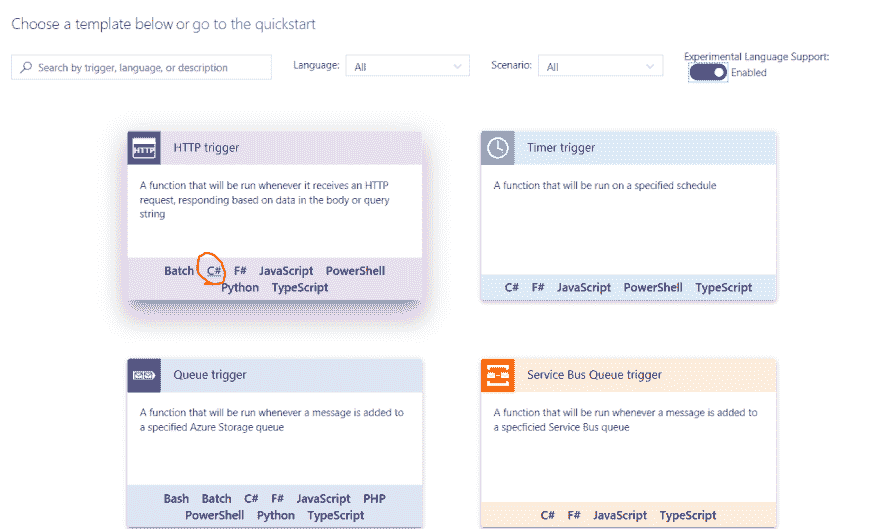 Choose a template below or go to the quickstart
Search by trigger, language, or description
Language: All
Scenario: All
Experimental Language Support:
Enabled
HTTP
HTTP trigger
A function that will be run whenever it receives an HTTP
request, responding based on data in the body or query
string
Batch C# F# JavaScript PowerShell
Python TypeScript
Timer trigger
A function that will be run on a specified schedule
C# F# JavaScript PowerShell TypeScript
Queue trigger
A function that will be run whenever a message is added to
a specified Azure Storage queue
Bash Batch C# F# JavaScript PHP
PowerShell Python TypeScript
Service Bus Queue trigger
A function that will be run whenever a message is added to
a specficied Service Bus queue
C# F# JavaScript TypeScript